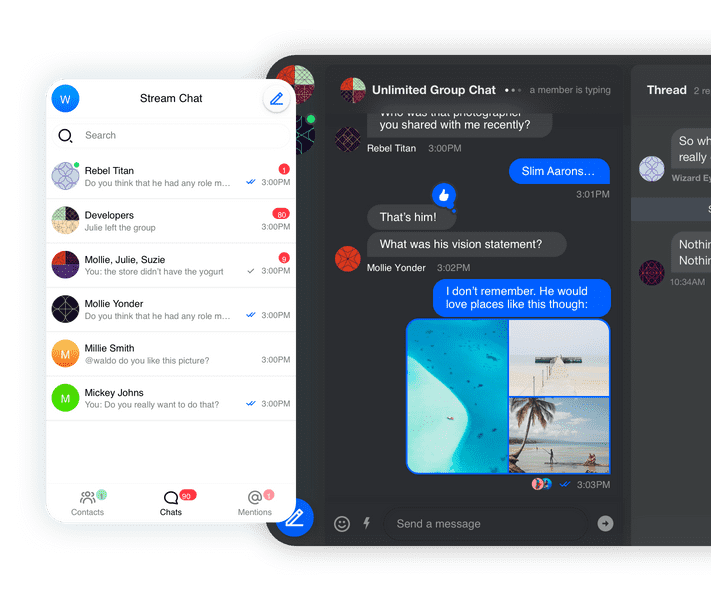 W
Stream Chat
Search
Rebel Titan
1
Do you think that he had any role m...
3:00PM
Developers
80
Julie left the group
3:00PM
Mollie, Julie, Suzie
9
You: the store didn't have the yogurt
3:00PM
Mollie Yonder
Do you think that he had any role m...
3:00PM
M
Millie Smith
@waldo do you like this picture?
3:00PM
M
Mickey Johns
You: Do you really want to do that?
3:00PM
1
90
1
Contacts
Chats
Mentions
Unlimited Group Chat
a member is typing
Who was that photographer
you shared with me recently?
Rebel Titan 3:00PM
Slim Aarons...
3:01PM
That's him!
What was his vision statement?
Mollie Yonder 3:02PM
I don't remember. He would
love places like this though:
3:03PM
Send a message
Thread 2 re
So wh
really
Wizard Ey
S
Nothin
Nothin
10:34AM